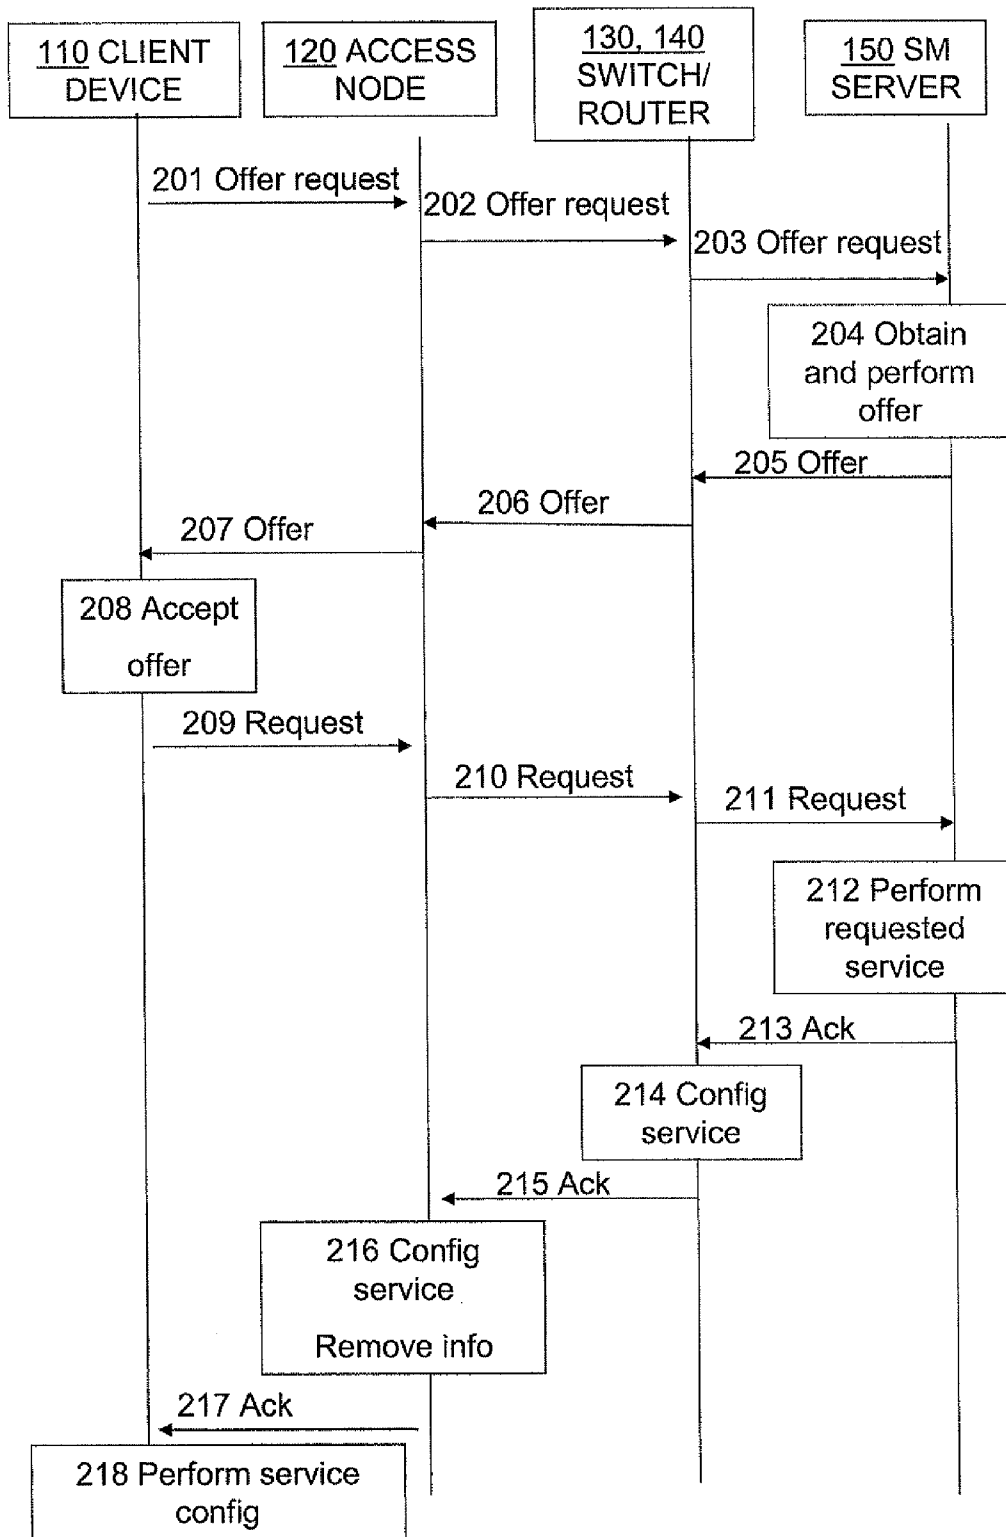 110 CLIENT
DEVICE
120 ACCESS
NODE
130, 140
SWITCH/
ROUTER
150 SM
SERVER
201 Offer request
202 Offer request
203 Offer request
204 Obtain
and perform
offer
205 Offer
206 Offer
207 Offer
208 Accept
offer
209 Request
210 Request
211 Request
212 Perform
requested
service
213 Ack
214 Config
service
215 Ack
216 Config
service
Remove info
217 Ack
218 Perform service
config